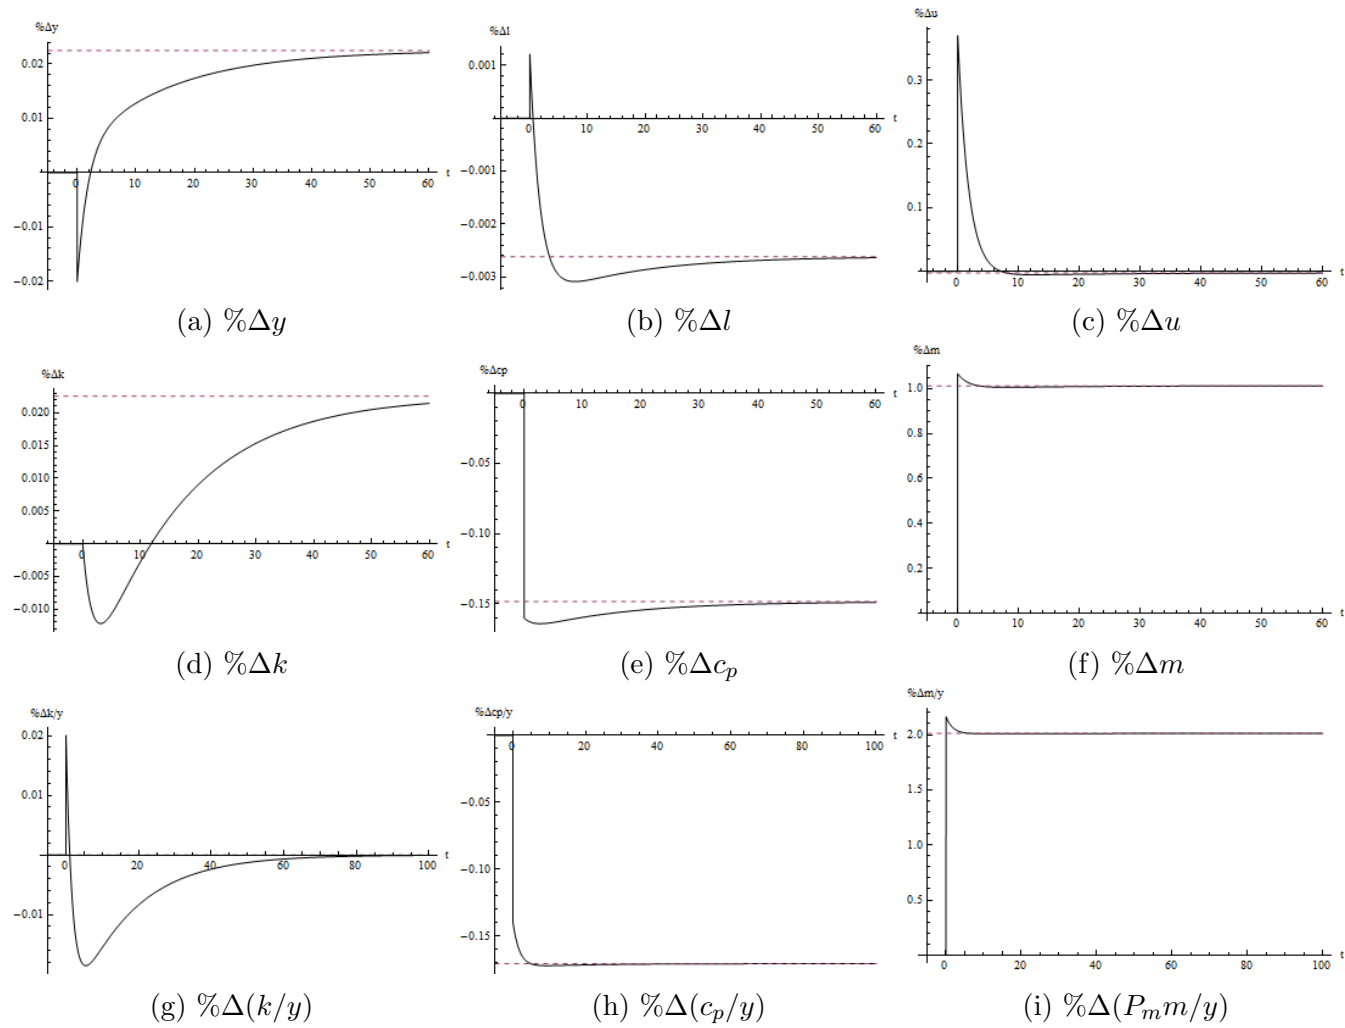 %Δy
0.02
0.01
0 10 20 30 40 50 60 t
−0.01
−0.02
(a) %Δy
%Δl
0.001
0 10 20 30 40 50 60 t
−0.001
−0.002
−0.003
(b) %Δl
%Δu
0.3
0.2
0.1
0 10 20 30 40 50 60 t
(c) %Δu
%Δk
0.020
0.015
0.010
0.005
0 10 20 30 40 50 60 t
−0.005
−0.010
(d) %Δk
%Δcp
0 10 20 30 40 50 60 t
−0.05
−0.10
−0.15
(e) %Δc_p
%Δm
1.0
0.8
0.6
0.4
0.2
0 10 20 30 40 50 60 t
(f) %Δm
%Δk/y
0.02
0.01
0 20 40 60 80 100 t
−0.01
(g) %Δ(k/y)
%Δcp/y
0 20 40 60 80 100 t
−0.05
−0.10
−0.15
(h) %Δ(c_p/y)
%Δm/y
2.0
1.5
1.0
0.5
0 20 40 60 80 100 t
(i) %Δ(P_m m/y)